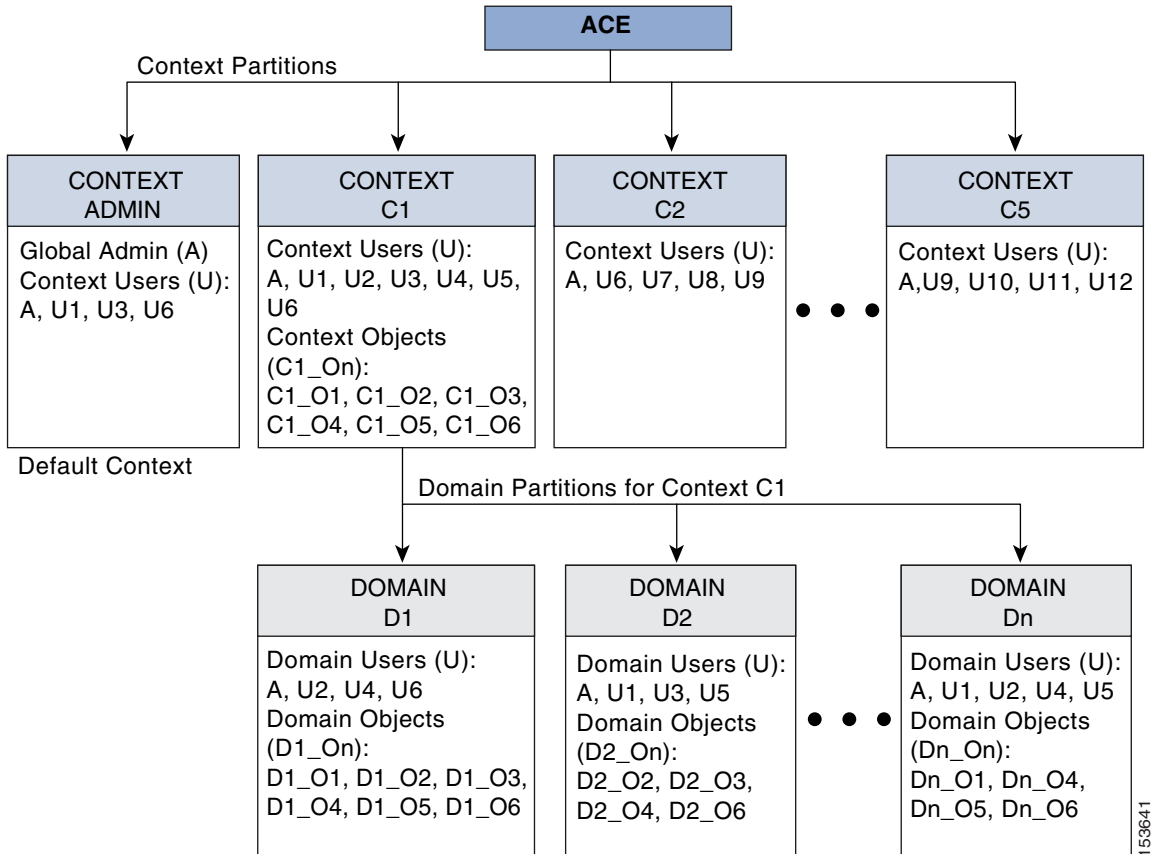 ACE
Context Partitions
CONTEXT
ADMIN
Global Admin (A)
Context Users (U):
A, U1, U3, U6
Default Context
CONTEXT
C1
Context Users (U):
A, U1, U2, U3, U4, U5,
U6
Context Objects
(C1_On):
C1_O1, C1_O2, C1_O3,
C1_O4, C1_O5, C1_O6
CONTEXT
C2
Context Users (U):
A, U6, U7, U8, U9
CONTEXT
C5
Context Users (U):
A,U9, U10, U11, U12
Domain Partitions for Context C1
DOMAIN
D1
Domain Users (U):
A, U2, U4, U6
Domain Objects
(D1_On):
D1_O1, D1_O2, D1_O3,
D1_O4, D1_O5, D1_O6
DOMAIN
D2
Domain Users (U):
A, U1, U3, U5
Domain Objects
(D2_On):
D2_O2, D2_O3,
D2_O4, D2_O6
DOMAIN
Dn
Domain Users (U):
A, U1, U2, U4, U5
Domain Objects
(Dn_On):
Dn_O1, Dn_O4,
Dn_O5, Dn_O6
153641